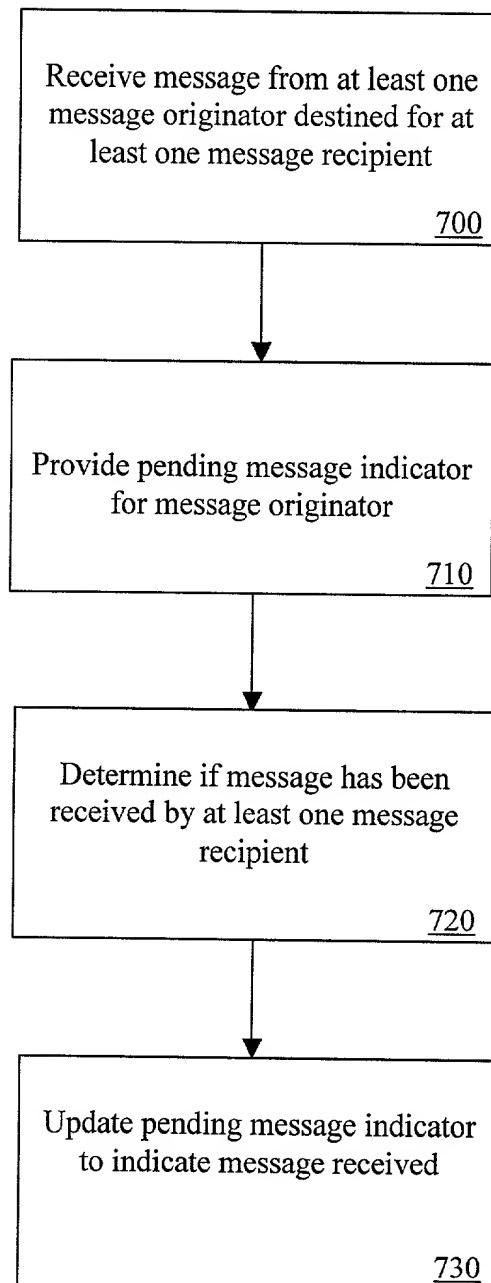 Receive message from at least one
message originator destined for at
least one message recipient
700
Provide pending message indicator
for message originator
710
Determine if message has been
received by at least one message
recipient
720
Update pending message indicator
to indicate message received
730